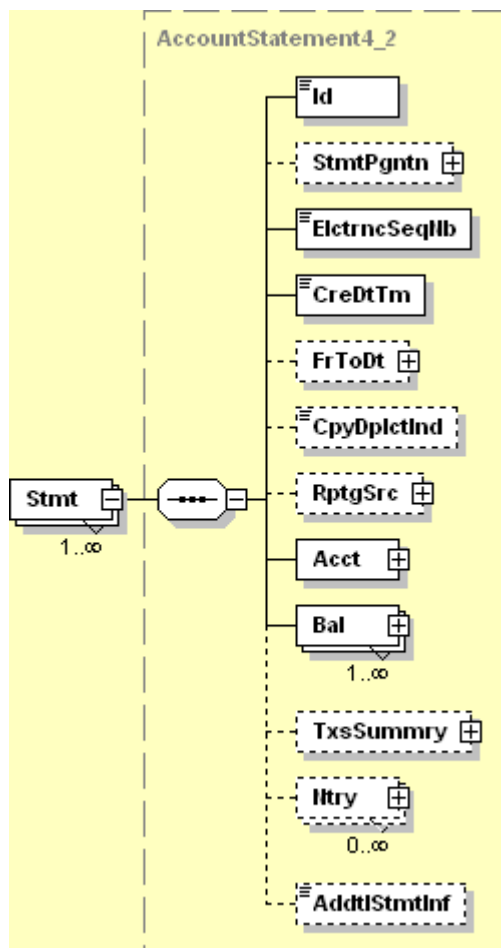 AccountStatement4_2
Id
StmtPgntn
ElctrncSeqNb
CreDtTm
FrToDt
CpyDplctInd
RptgSrc
Stmt
1..∞
Acct
Bal
1..∞
TxsSummry
Ntry
0..∞
AddtlStmtInf